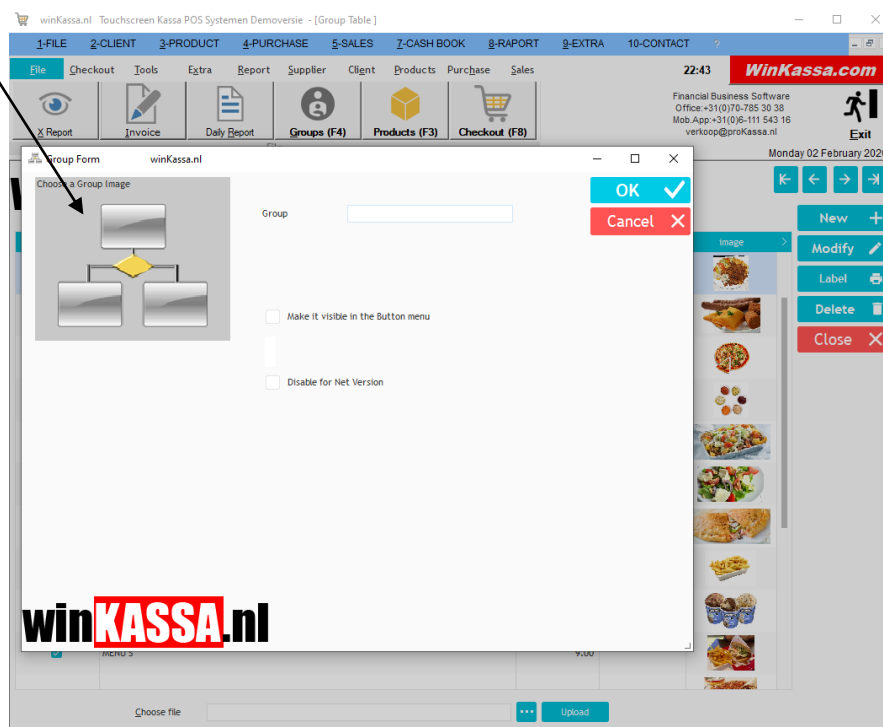 winKassa.nl Touchscreen Kassa POS Systemen Demoversie - [Group Table ]
1-FILE 2-CLIENT 3-PRODUCT 4-PURCHASE 5-SALES 7-CASH BOOK 8-RAPORT 9-EXTRA 10-CONTACT ?
File Checkout Tools Extra Report Supplier Client Products Purchase Sales 22:43 WinKassa.com
Financial Business Software
Office:+31(0)70-785 30 38
Mob.App:+31(0)6-111 543 16
verkoop@proKassa.nl
X Report Invoice Daily Report Groups (F4) Products (F3) Checkout (F8) Exit
Group Form winKassa.nl
Monday 02 February 202
Choose a Group Image
OK
Group
Cancel
New
Image
Modify
Label
Make it visible in the Button menu
Delete
Close
Disable for Net Version
winKASSA.nl
MENU'S 9.00
Choose file ... Upload